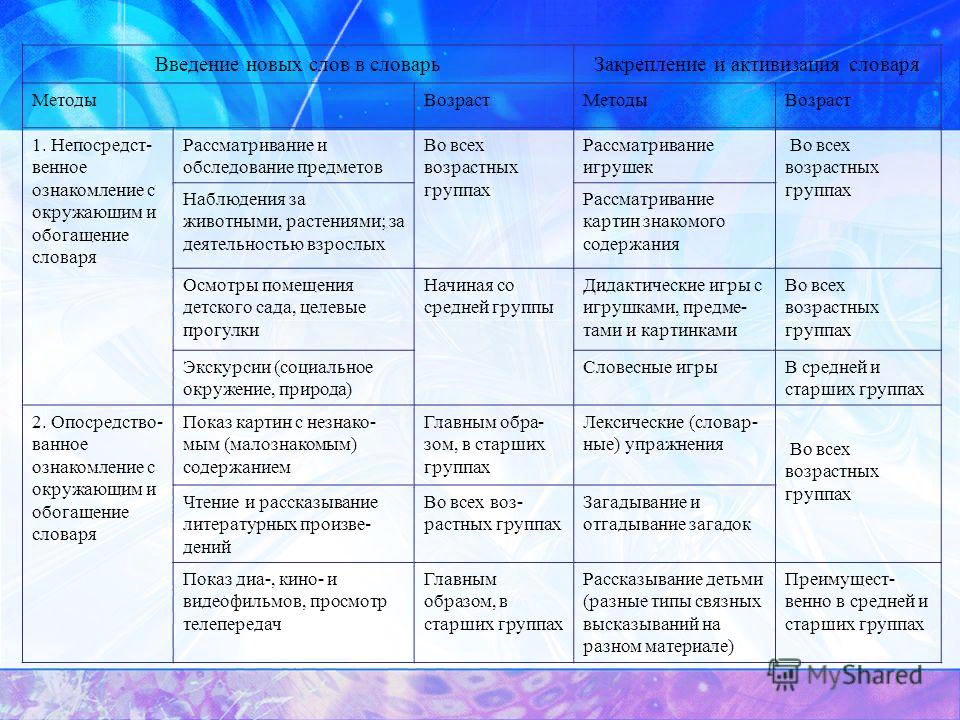 Введение новых слов в словарь
Закрепление и активизация словаря
Методы
Возраст
Методы
Возраст
1. Непосредст-
венное
ознакомление с
окружающим и
обогащение
словаря
Рассматривание и
обследование предметов
Во всех
возрастных
группах
Рассматривание
игрушек
Во всех
возрастных
группах
Наблюдения за
животными, растениями; за
деятельностью взрослых
Рассматривание
картин знакомого
содержания
Осмотры помещения
детского сада, целевые
прогулки
Начиная со
средней группы
Дидактические игры с
игрушками, предме-
тами и картинками
Во всех
возрастных
группах
Экскурсии (социальное
окружение, природа)
Словесные игры
В средней и
старших группах
2. Опосредство-
ванное
ознакомление с
окружающим и
обогащение
словаря
Показ картин с незнако-
мым (малознакомым)
содержанием
Главным обра-
зом, в старших
группах
Лексические (словар-
ные) упражнения
Во всех
возрастных
группах
Чтение и рассказывание
литературных произве-
дений
Во всех воз-
растных группах
Загадывание и
отгадывание загадок
Показ диа-, кино- и
видеофильмов, просмотр
телепередач
Главным
образом, в
старших группах
Рассказывание детьми
(разные типы связных
высказываний на
разном материале)
Преимущест-
венно в средней и
старших группах
MyShared